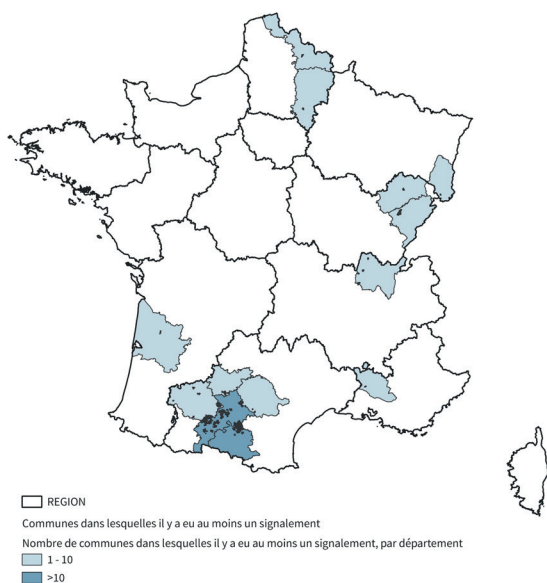 REGION
Communes dans lesquelles il y a eu au moins un signalement
Nombre de communes dans lesquelles il y a eu au moins un signalement, par département
1 - 10
>10